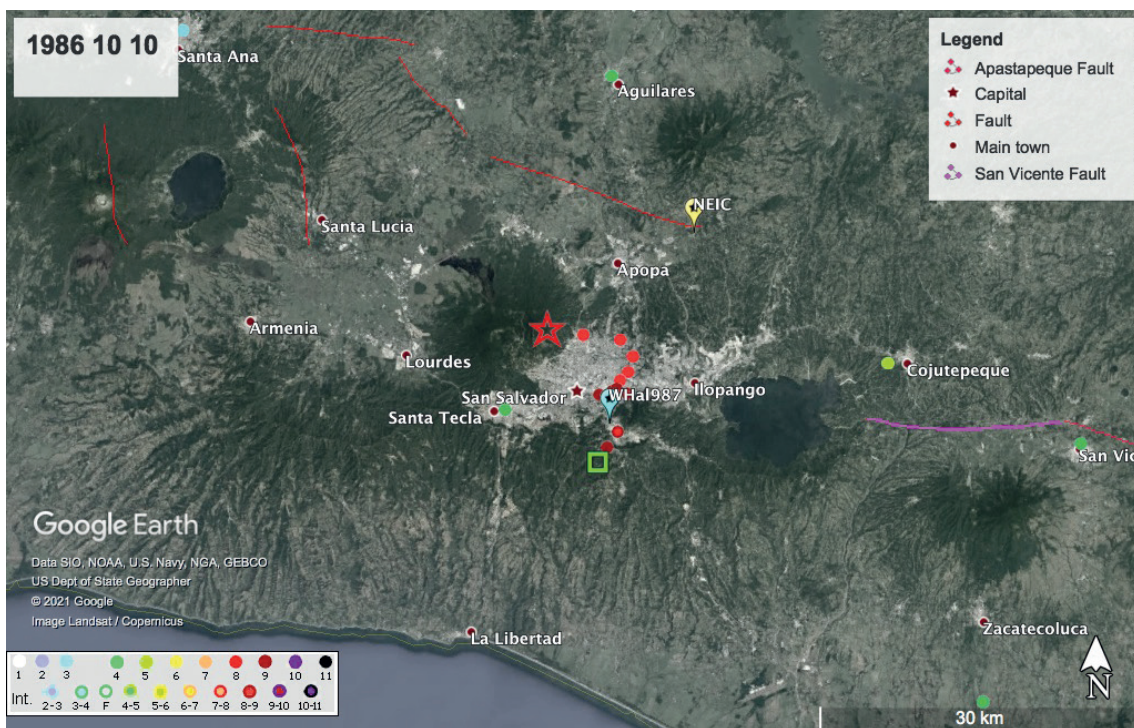 1986 10 10
Santa Ana
Aguilares
Legend
Apastapeque Fault
Capital
Fault
Main town
San Vicente Fault
NEIC
Santa Lucia
Apopa
Armenia
Lourdes
Cojutepeque
Ilopango
San Salvador
WHal987
Santa Tecla
San Vic
Google Earth
Data SIO, NOAA, U.S. Navy, NGA, GEBCO
US Dept of State Geographer
© 2021 Google
Image Landsat / Copernicus
La Libertad
Zacatecoluca
N
30 km
1 2 3 4 5 6 7 8 9 10 11
Int. 2-3 3-4 F 4-5 5-6 6-7 7-8 8-9 9-10 10-11